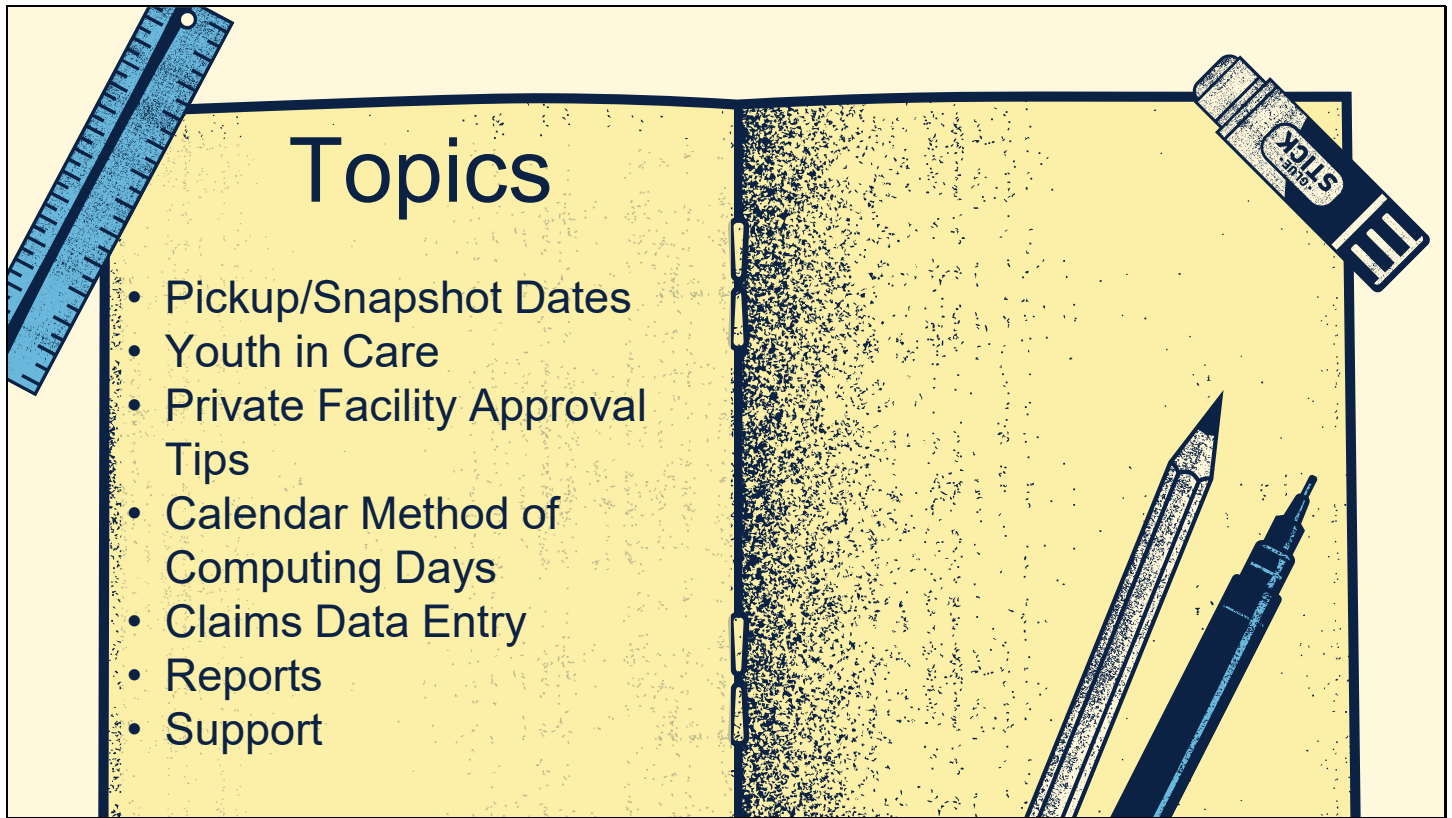 Topics
• Pickup/Snapshot Dates
• Youth in Care
• Private Facility Approval
Tips
• Calendar Method of
Computing Days
• Claims Data Entry
• Reports
• Support
-GLUE-
STICK